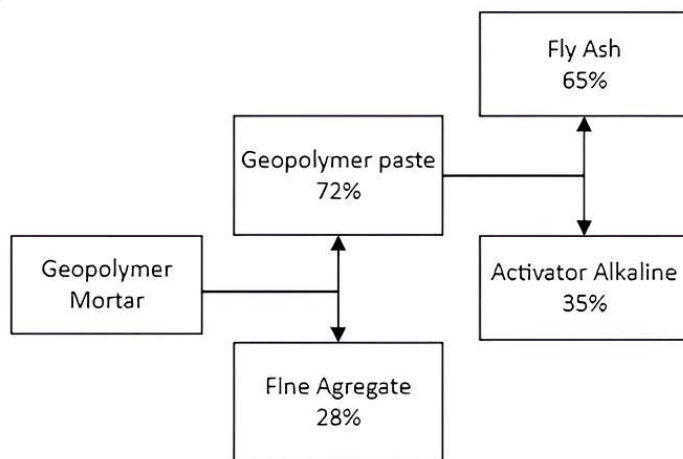 Fly Ash
65%
Geopolymer paste
72%
Geopolymer
Mortar
Activator Alkaline
35%
FIne Agregate
28%